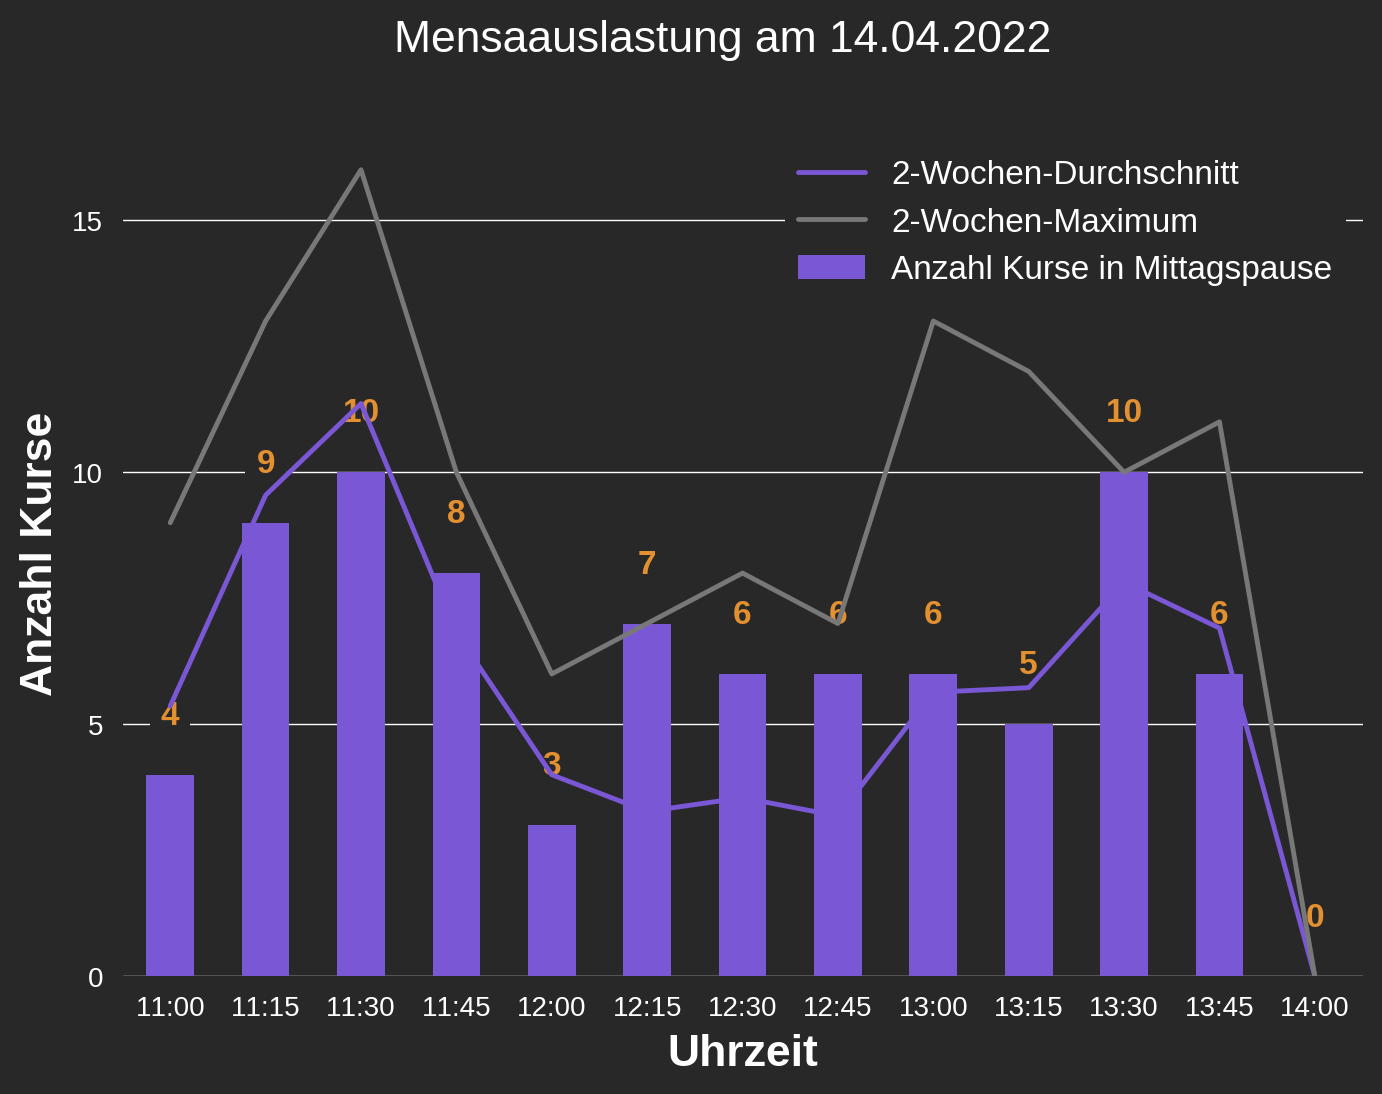 Mensaauslastung am 14.04.2022
2-Wochen-Durchschnitt
2-Wochen-Maximum
Anzahl Kurse in Mittagspause
Anzahl Kurse
15
10
5
0
4
9
10
8
3
7
6
6
6
5
10
6
0
11:00 11:15 11:30 11:45 12:00 12:15 12:30 12:45 13:00 13:15 13:30 13:45 14:00
Uhrzeit